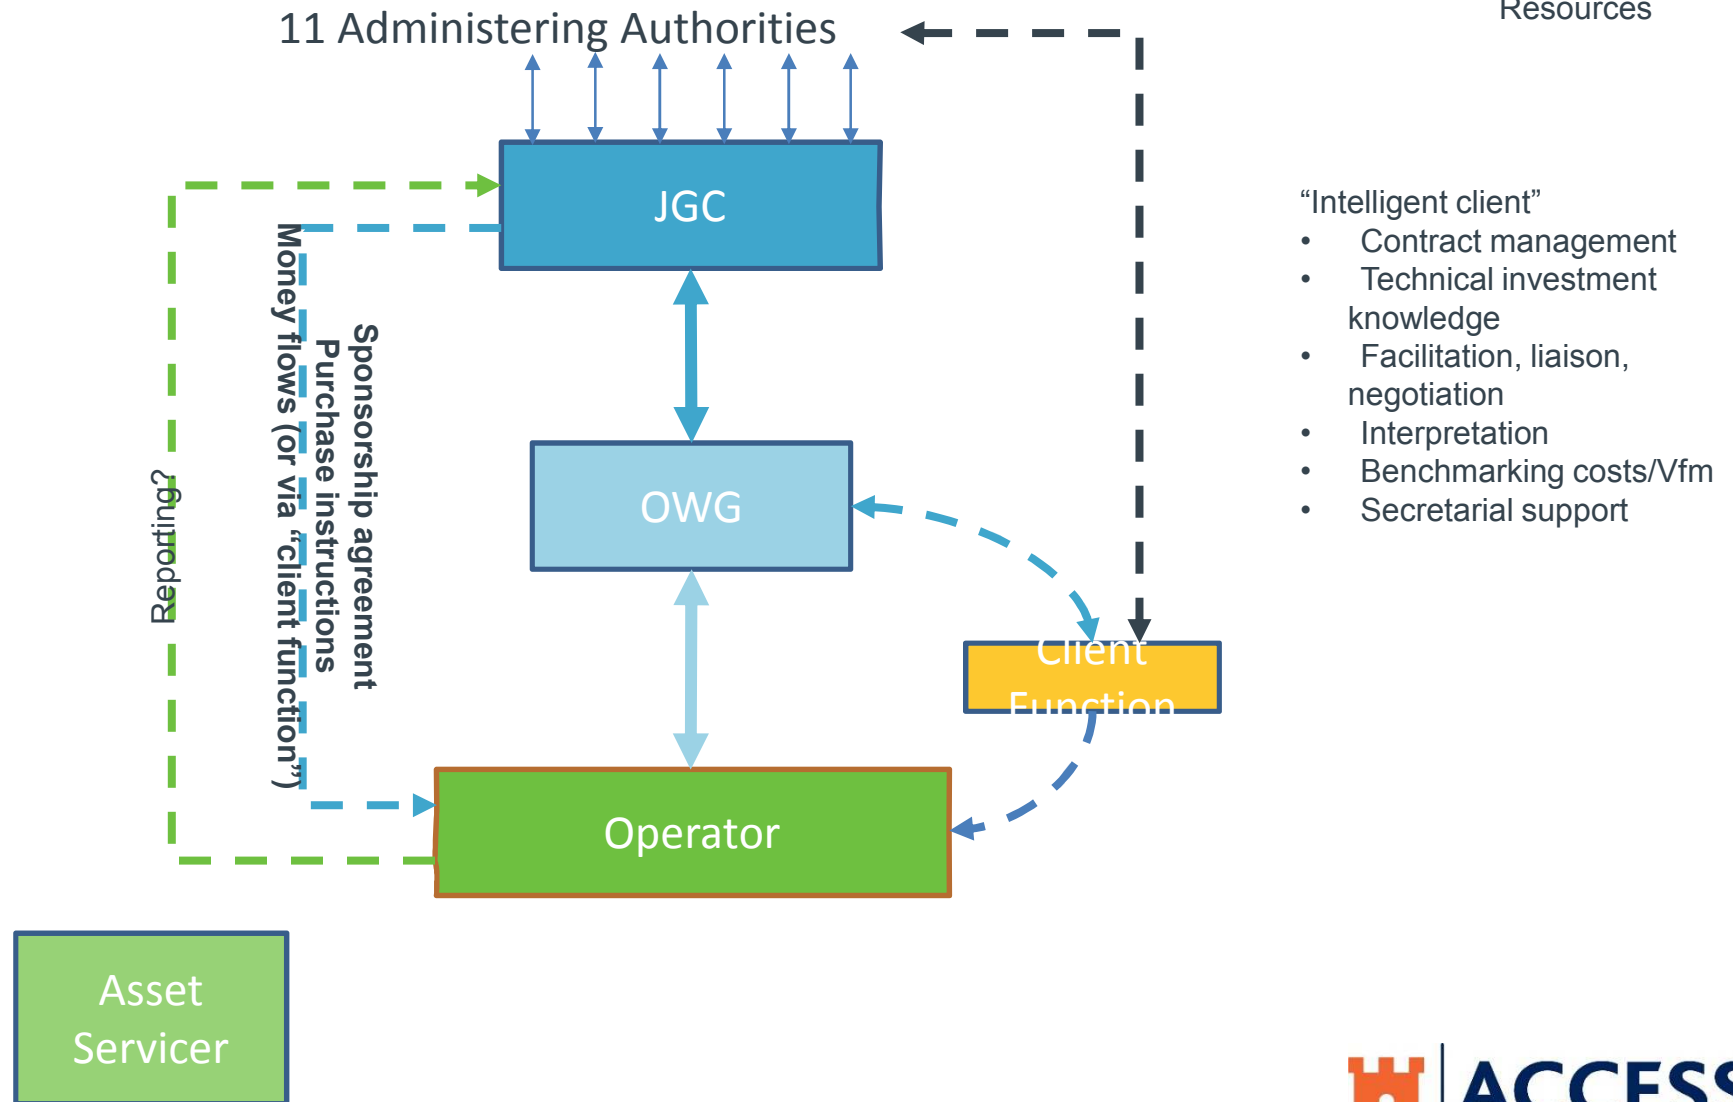 Resources
11 Administering Authorities
JGC
“Intelligent client”
• Contract management
• Technical investment
knowledge
• Facilitation, liaison,
negotiation
• Interpretation
• Benchmarking costs/Vfm
• Secretarial support
Sponsorship agreement
Purchase instructions
Money flows (or via “client function”)
Reporting?
OWG
Client
Function
Operator
Asset
Servicer
ACCESS